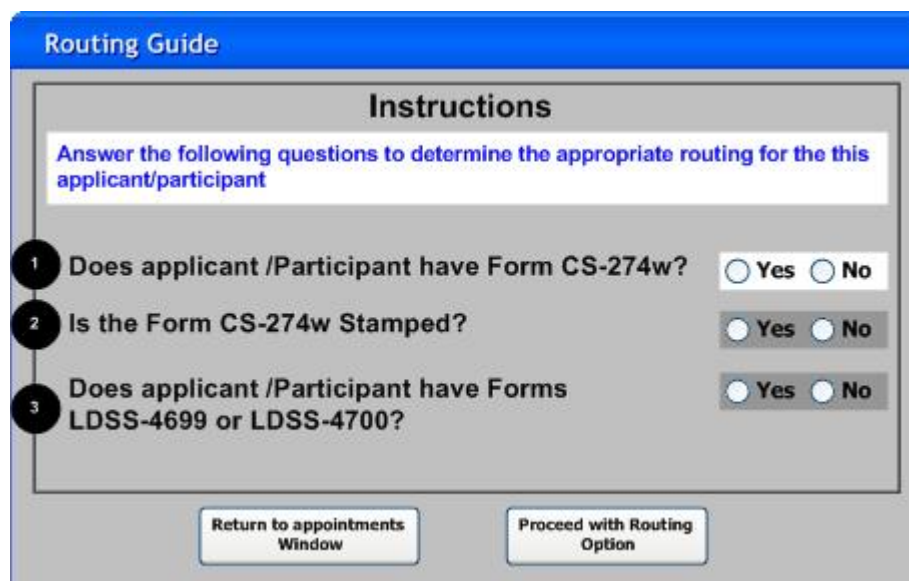 Routing Guide
Instructions
Answer the following questions to determine the appropriate routing for the this
applicant/participant
1 Does applicant /Participant have Form CS-274w? Yes No
2 Is the Form CS-274w Stamped? Yes No
3 Does applicant /Participant have Forms Yes No
LDSS-4699 or LDSS-4700?
Return to appointments
Window
Proceed with Routing
Option